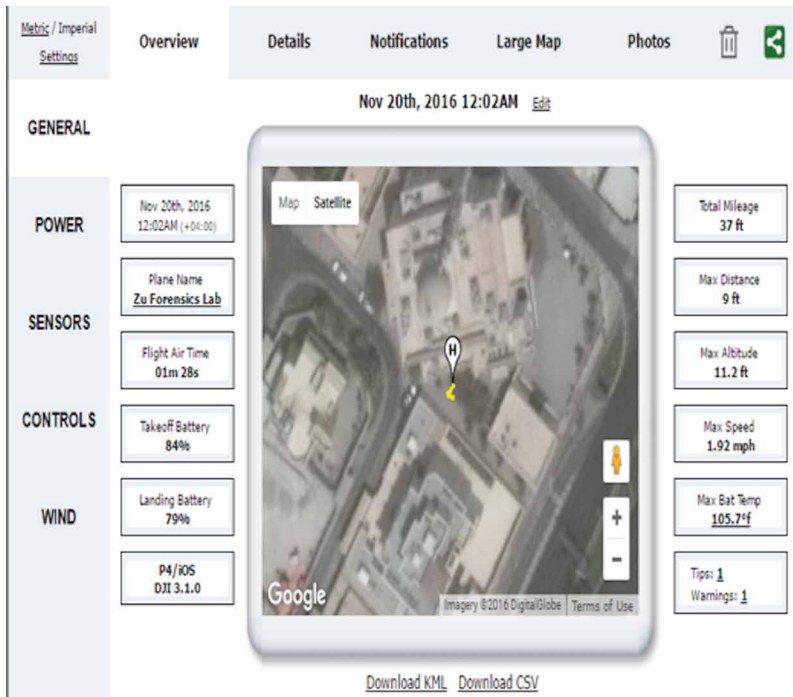 Metric / Imperial
Settings
Overview
Details
Notifications
Large Map
Photos
Nov 20th, 2016 12:02AM Edit
GENERAL
POWER
SENSORS
CONTROLS
WIND
Nov 20th, 2016
12:02AM (+04:00)
Plane Name
Zu Forensics Lab
Flight Air Time
01m 28s
Takeoff Battery
84%
Landing Battery
79%
P4/iOS
DJI 3.1.0
Map Satellite
H
+
−
Google
Imagery ©2016 DigitalGlobe Terms of Use
Total Mileage
37 ft
Max Distance
9 ft
Max Altitude
11.2 ft
Max Speed
1.92 mph
Max Bat Temp
105.7°f
Tips: 1
Warnings: 1
Download KML Download CSV